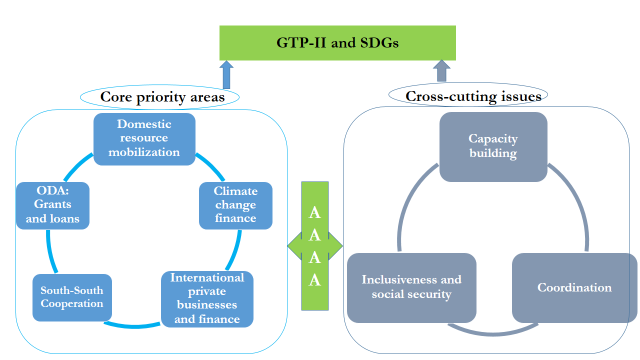 GTP-II and SDGs
Core priority areas
Cross-cutting issues
Domestic
resource
mobilization
ODA:
Grants
and loans
Climate
change
finance
South-South
Cooperation
International
private
businesses
and finance
A
A
A
A
Capacity
building
Inclusiveness and
social security
Coordination